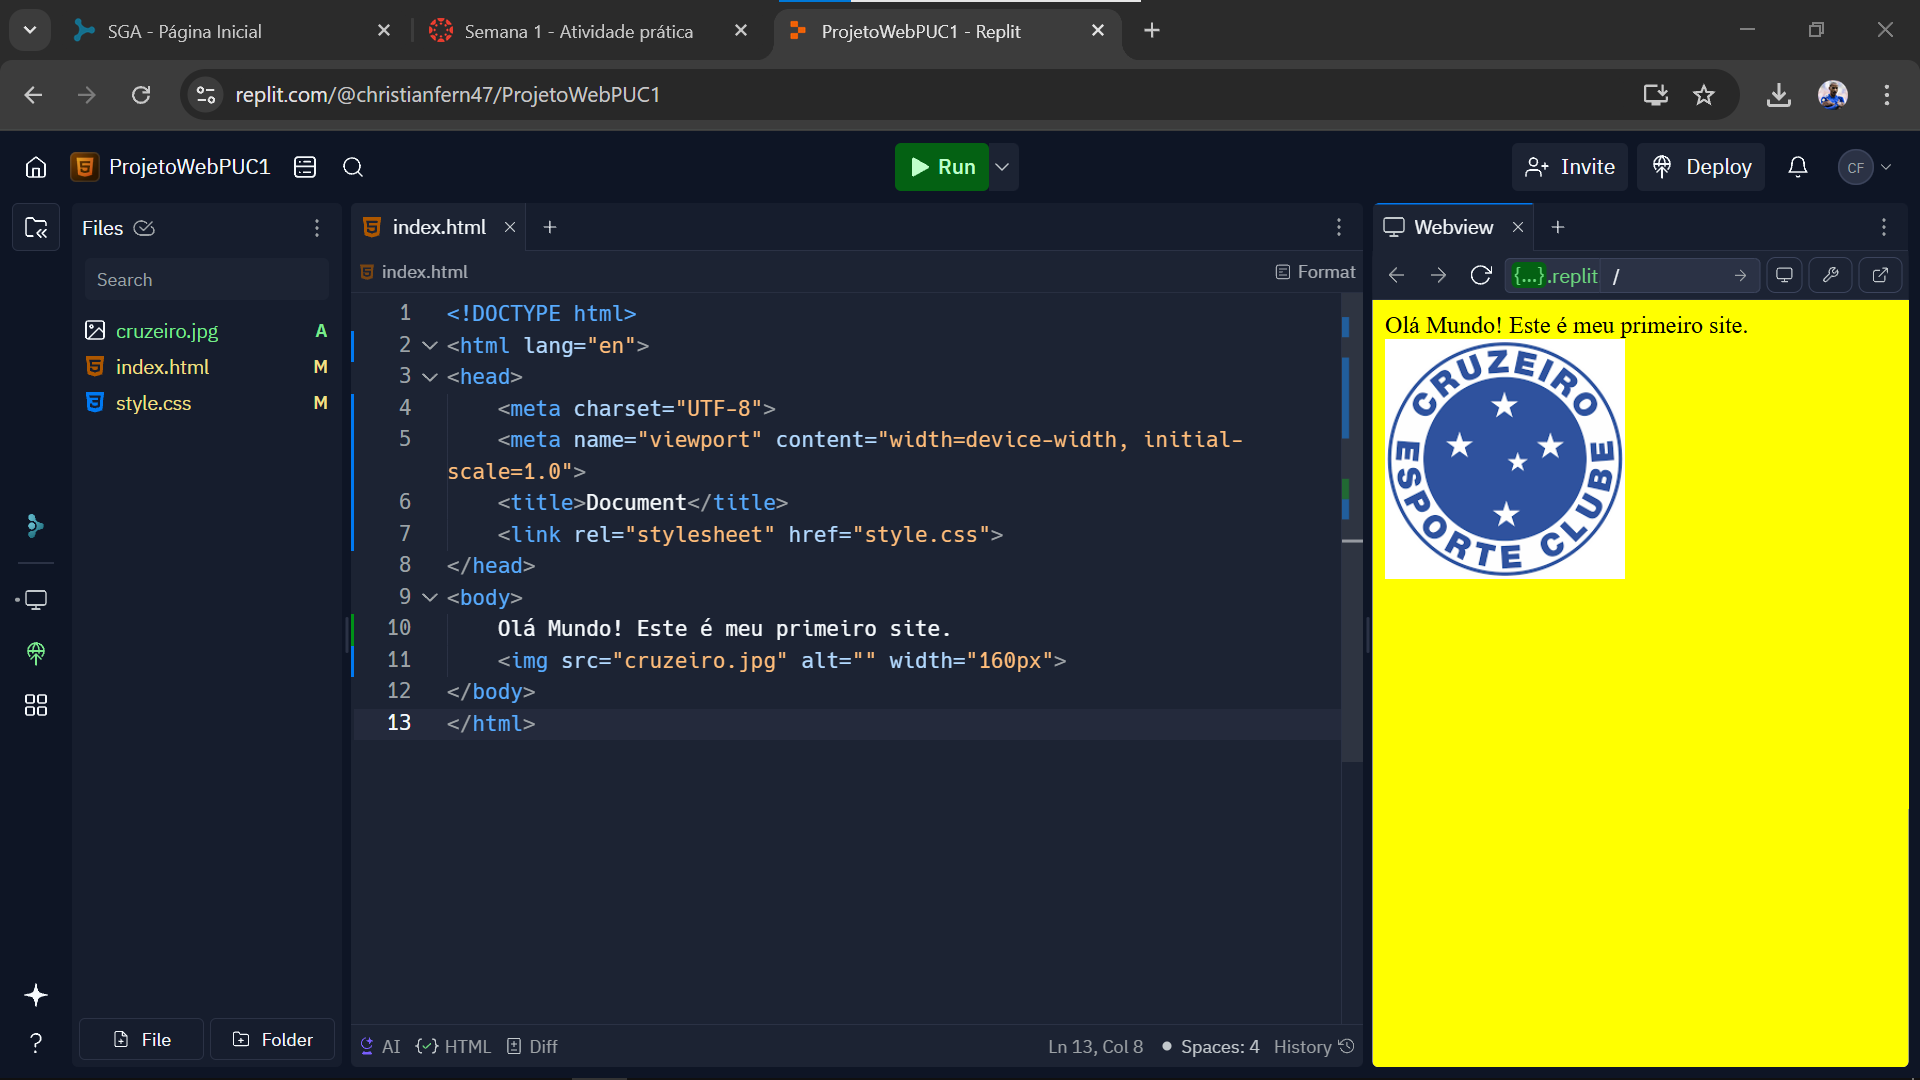 SGA - Página Inicial
Semana 1 - Atividade prática
ProjetoWebPUC1 - Replit
replit.com/@christianfern47/ProjetoWebPUC1
ProjetoWebPUC1
Run
Invite
Deploy
CF
Files
Search
cruzeiro.jpg A
index.html M
style.css M
File
Folder
index.html
index.html
Format
1 <!DOCTYPE html>
2 <html lang="en">
3 <head>
4 <meta charset="UTF-8">
5 <meta name="viewport" content="width=device-width, initial-
scale=1.0">
6 <title>Document</title>
7 <link rel="stylesheet" href="style.css">
8 </head>
9 <body>
10 Olá Mundo! Este é meu primeiro site.
11 <img src="cruzeiro.jpg" alt="" width="160px">
12 </body>
13 </html>
AI
HTML
Diff
Ln 13, Col 8
Spaces: 4
History
Webview
{...}.replit /
Olá Mundo! Este é meu primeiro site.
CRUZEIRO
ESPORTE CLUBE